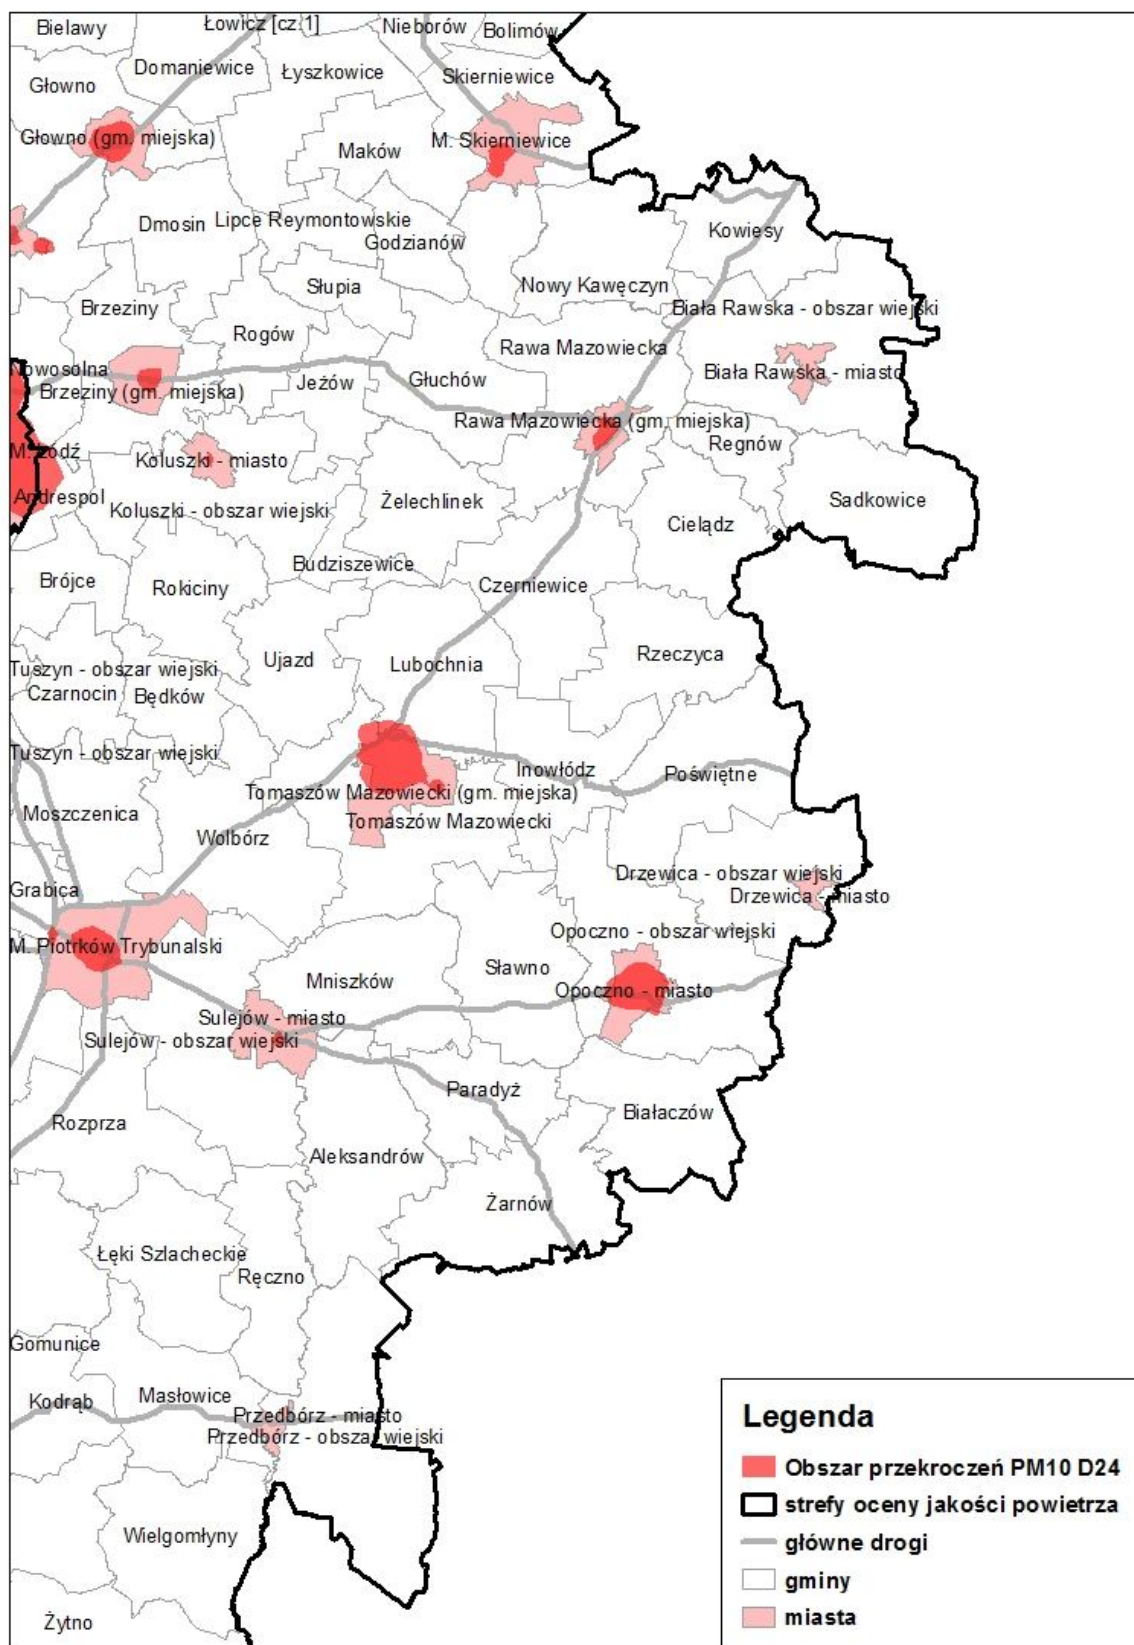 Bielawy
Łowicz [cz.1]
Nieborów
Bolimów
Domaniewice
Łyszkowice
Skierniewice
Głowno
Głowno (gm. miejska)
M. Skierniewice
Maków
Dmosin
Lipce Reymontowskie
Godzianów
Kowiesy
Słupia
Nowy Kawęczyn
Brzeziny
Biała Rawska - obszar wiejski
Rogów
Rawa Mazowiecka
Nowosolna
Brzeziny (gm. miejska)
Jeżów
Głuchów
Biała Rawska - miasto
Rawa Mazowiecka (gm. miejska)
Regnów
M. Łódź
Koluszki - miasto
Andrespol
Koluszki - obszar wiejski
Żelechlinek
Sadkowice
Cielądz
Brójce
Rokiciny
Budziszewice
Czerniewice
Tuszyn - obszar wiejski
Czarnocin
Będków
Ujazd
Lubochnia
Rzeczyca
Tuszyn - obszar wiejski
Inowłódz
Poświętne
Tomaszów Mazowiecki (gm. miejska)
Moszczenica
Tomaszów Mazowiecki
Wolbórz
Grabica
Drzewica - obszar wiejski
Drzewica - miasto
M. Piotrków Trybunalski
Opoczno - obszar wiejski
Mniszków
Sławno
Opoczno - miasto
Sulejów - miasto
Sulejów - obszar wiejski
Paradyż
Białaczów
Rozprza
Aleksandrów
Żarnów
Łęki Szlacheckie
Ręczno
Gomunice
Kodrąb
Masłowice
Przedbórz - miasto
Przedbórz - obszar wiejski
Wielgomłyny
Żytno
Legenda
Obszar przekroczeń PM10 D24
strefy oceny jakości powietrza
główne drogi
gminy
miasta